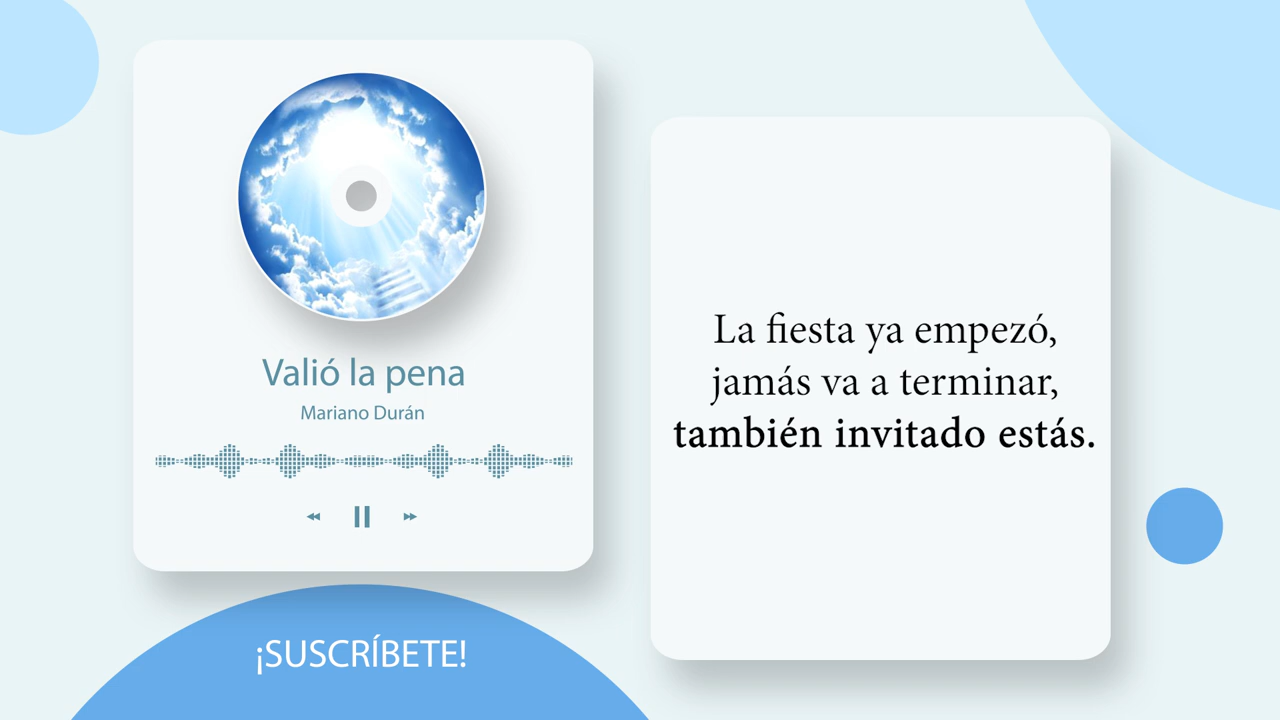 Valió la pena
Mariano Durán
¡SUSCRÍBETE!
La fiesta ya empezó,
jamás va a terminar,
también invitado estás.